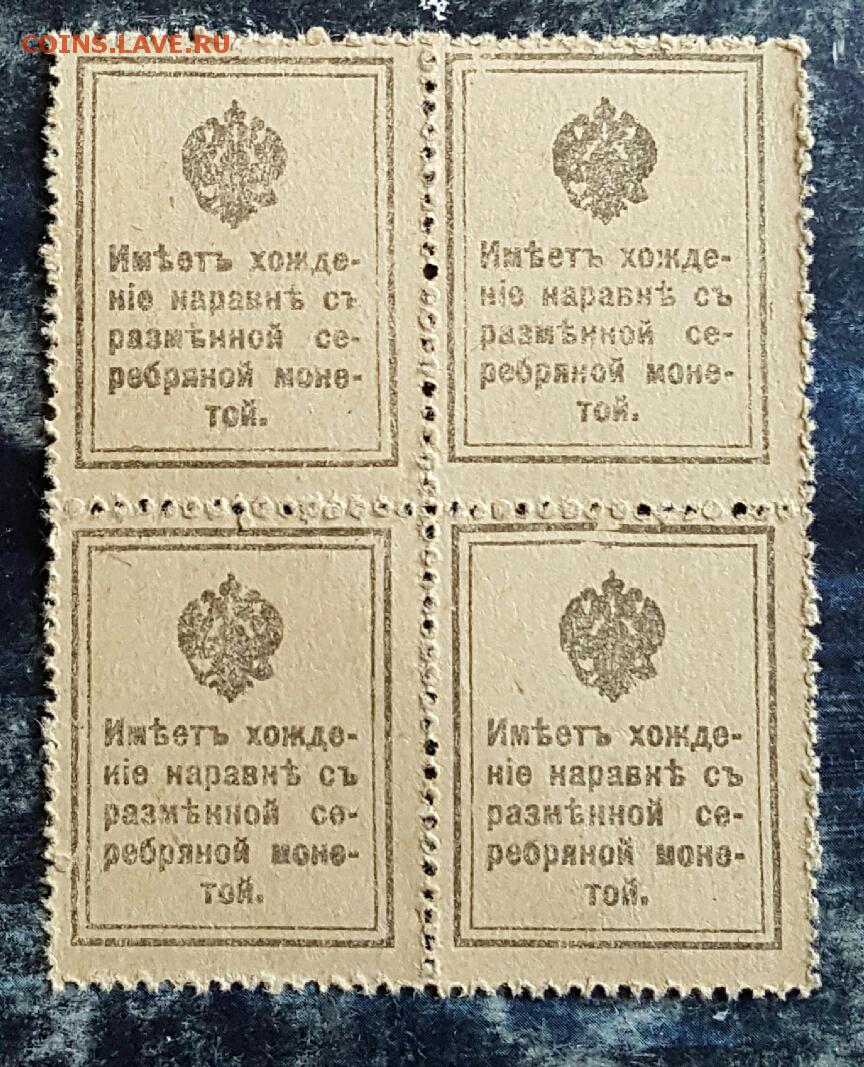 COINS.LAVE.RU
Имѣетъ хожде-
ніе наравнѣ съ
размѣнной се-
ребряной моне-
той.
Имѣетъ хожде-
ніе наравнѣ съ
размѣнной се-
ребряной моне-
той.
Имѣетъ хожде-
ніе наравнѣ съ
размѣнной се-
ребряной моне-
той.
Имѣетъ хожде-
ніе наравнѣ съ
размѣнной се-
ребряной моне-
той.